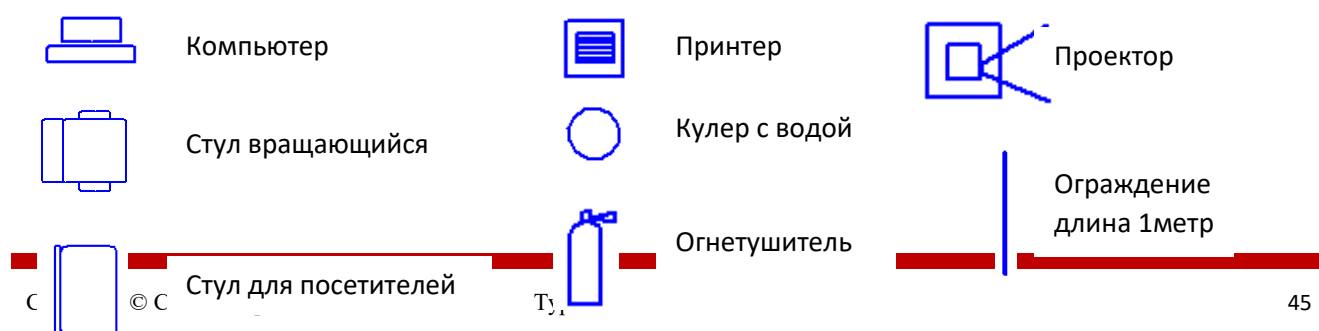 Компьютер
Принтер
Проектор
Стул вращающийся
Кулер с водой
Ограждение
длина 1метр
Огнетушитель
Стул для посетителей
45